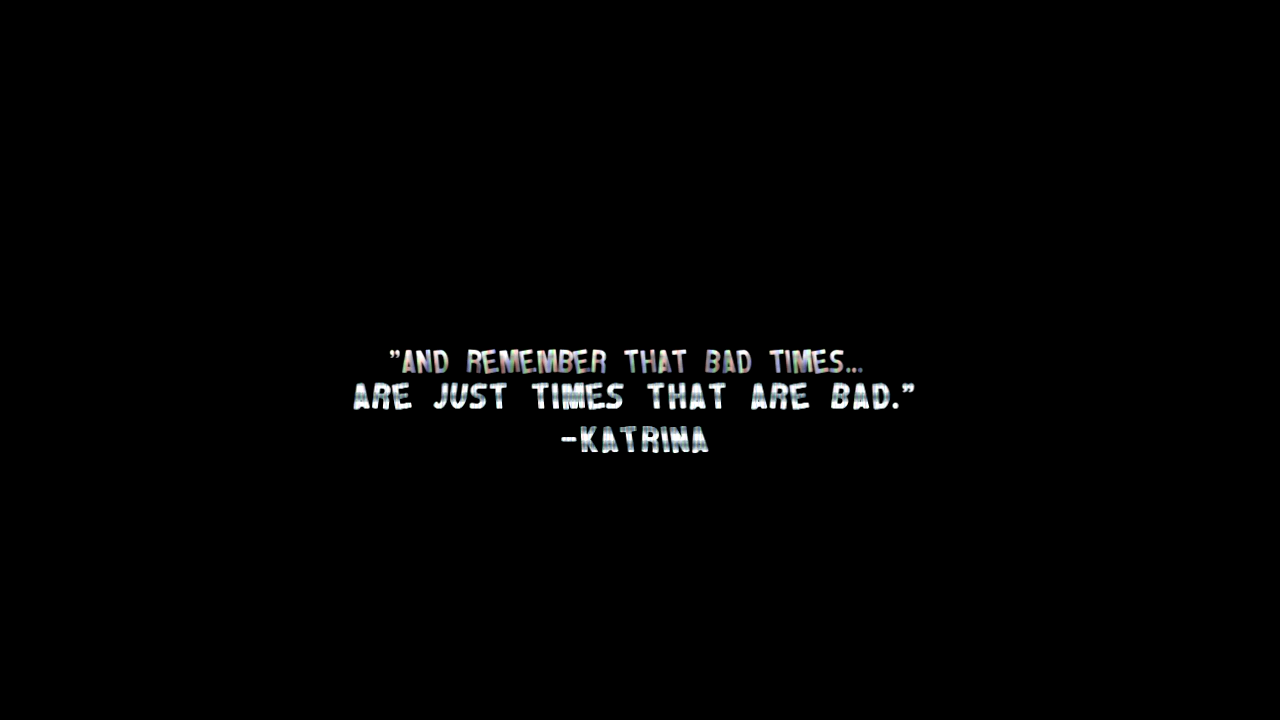 ”AND REMEMBER THAT BAD TIMES...
ARE JUST TIMES THAT ARE BAD.”
-KATRINA